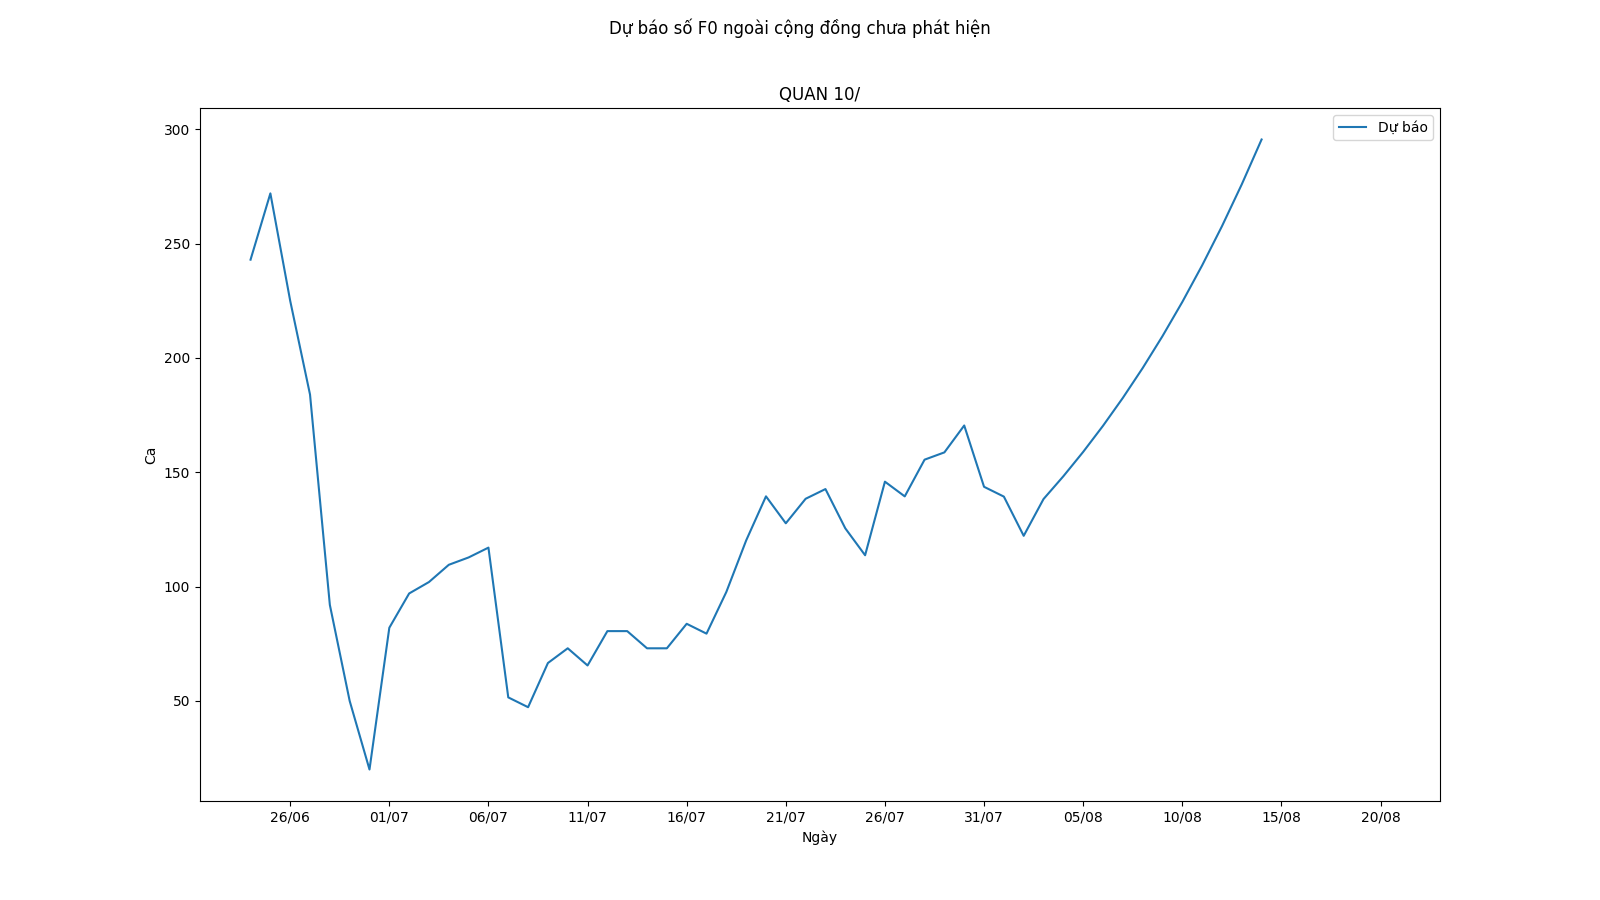 Dự báo số F0 ngoài cộng đồng chưa phát hiện
QUAN 10/
Dự báo
300
250
200
150
100
50
Ca
26/06 01/07 06/07 11/07 16/07 21/07 26/07 31/07 05/08 10/08 15/08 20/08
Ngày